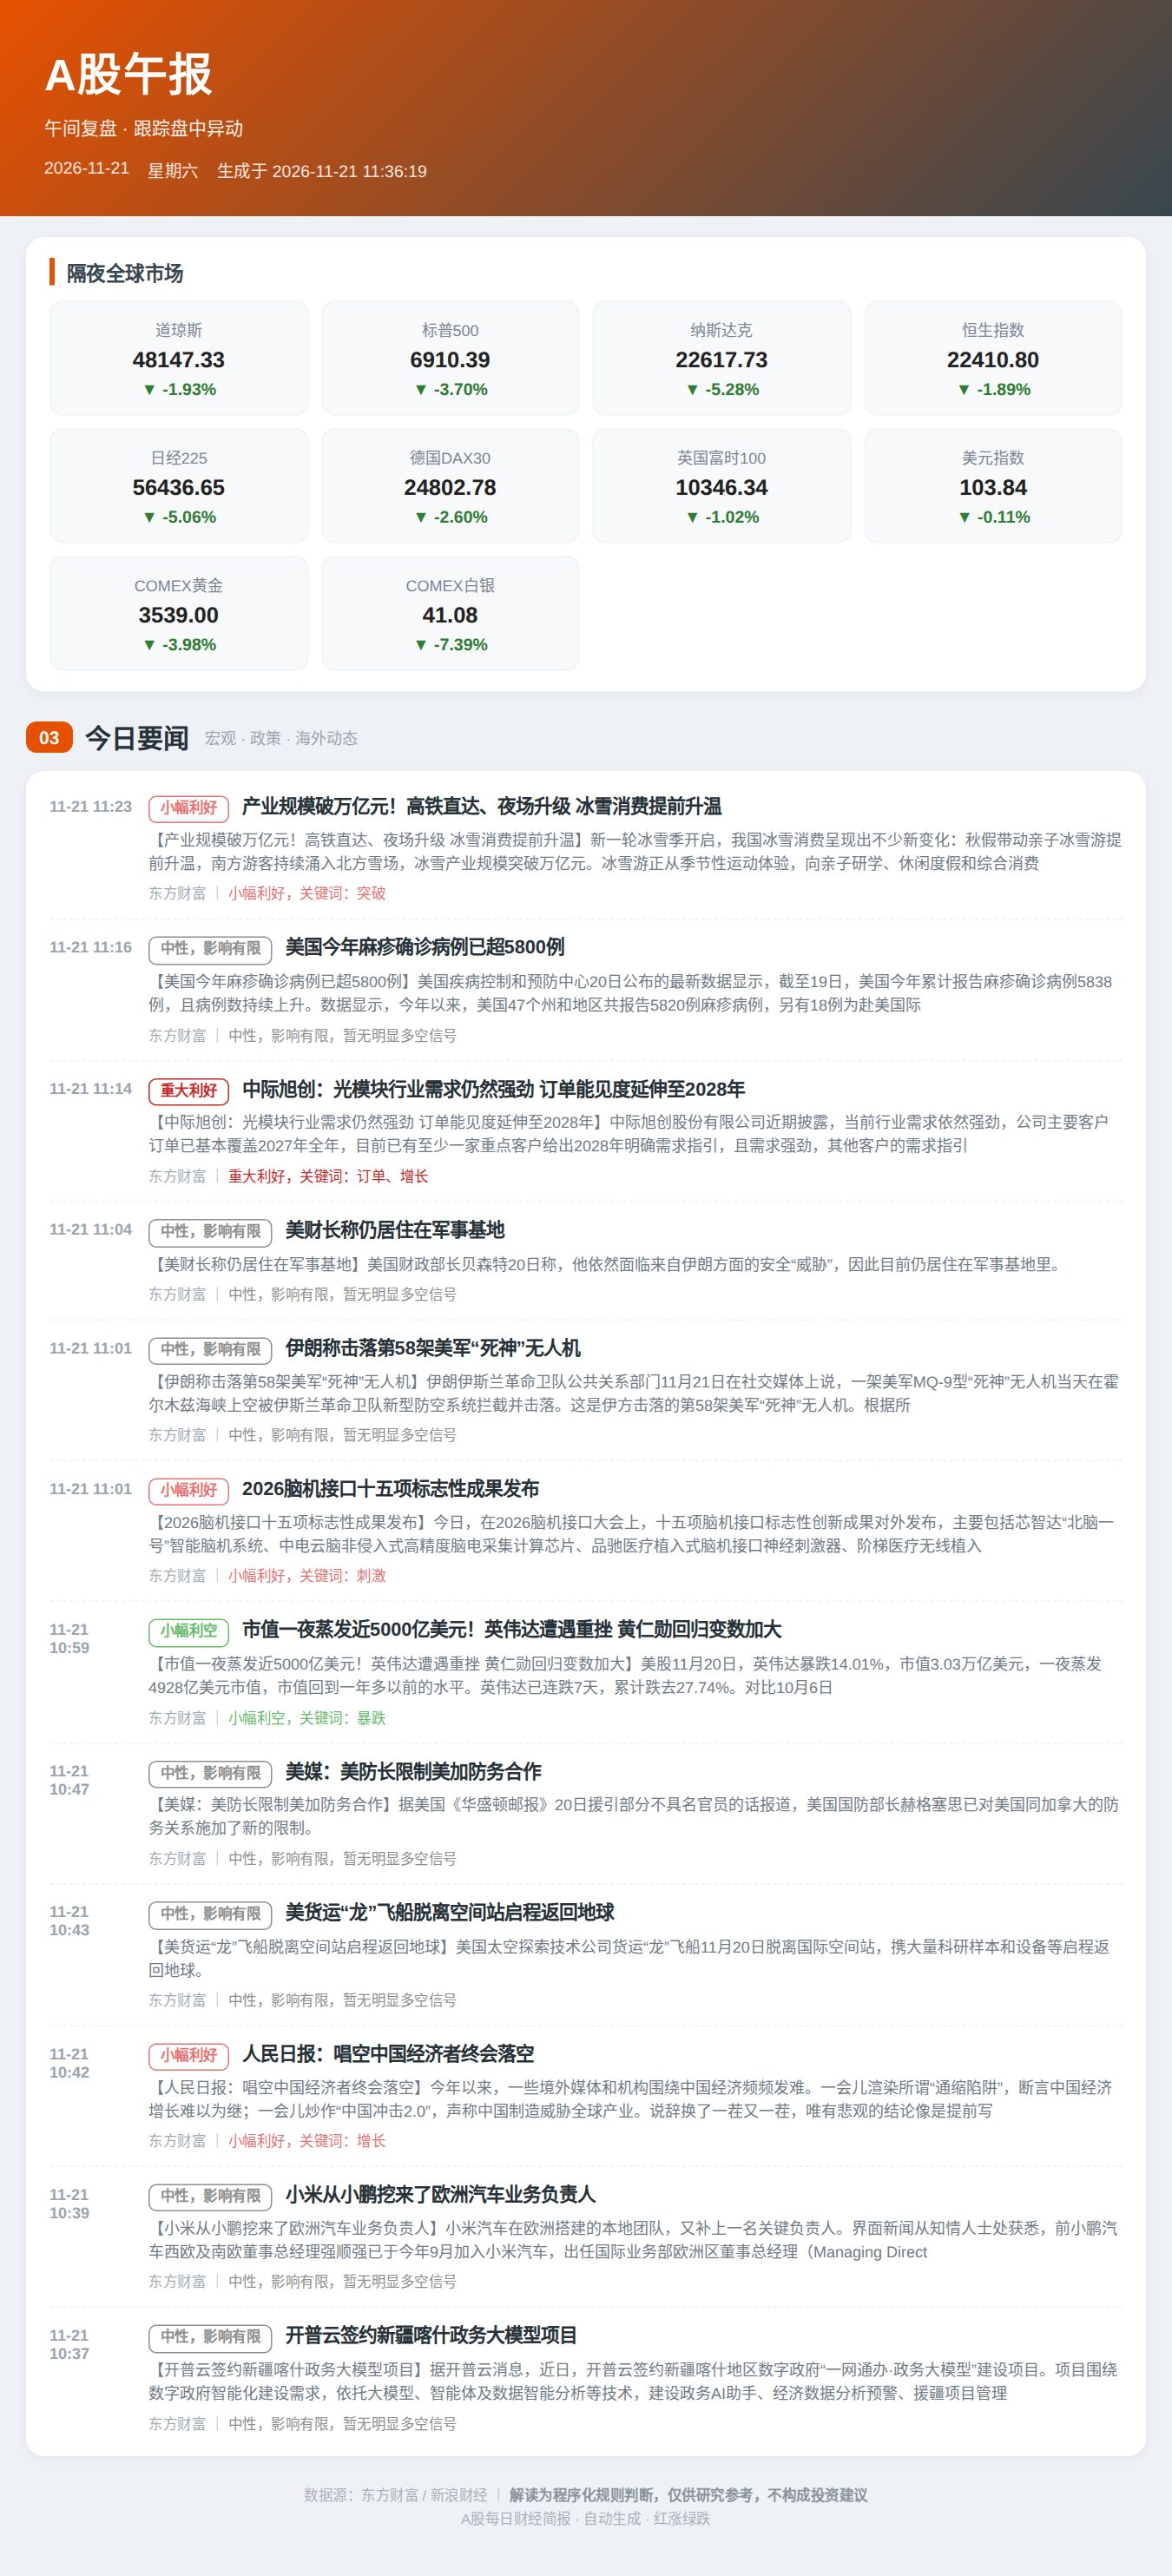 A股午报
午间复盘 · 跟踪盘中异动
2026-11-21 星期六 生成于 2026-11-21 11:36:19
隔夜全球市场
道琼斯
48147.33
▼ -1.93%
标普500
6910.39
▼ -3.70%
纳斯达克
22617.73
▼ -5.28%
恒生指数
22410.80
▼ -1.89%
日经225
56436.65
▼ -5.06%
德国DAX30
24802.78
▼ -2.60%
英国富时100
10346.34
▼ -1.02%
美元指数
103.84
▼ -0.11%
COMEX黄金
3539.00
▼ -3.98%
COMEX白银
41.08
▼ -7.39%
03 今日要闻 宏观 · 政策 · 海外动态
11-21 11:23 小幅利好 产业规模破万亿元！高铁直达、夜场升级 冰雪消费提前升温
【产业规模破万亿元！高铁直达、夜场升级 冰雪消费提前升温】新一轮冰雪季开启，我国冰雪消费呈现出不少新变化：秋假带动亲子冰雪游提
前升温，南方游客持续涌入北方雪场，冰雪产业规模突破万亿元。冰雪游正从季节性运动体验，向亲子研学、休闲度假和综合消费
东方财富 | 小幅利好，关键词：突破
11-21 11:16 中性，影响有限 美国今年麻疹确诊病例已超5800例
【美国今年麻疹确诊病例已超5800例】美国疾病控制和预防中心20日公布的最新数据显示，截至19日，美国今年累计报告麻疹确诊病例5838
例，且病例数持续上升。数据显示，今年以来，美国47个州和地区共报告5820例麻疹病例，另有18例为赴美国际
东方财富 | 中性，影响有限，暂无明显多空信号
11-21 11:14 重大利好 中际旭创：光模块行业需求仍然强劲 订单能见度延伸至2028年
【中际旭创：光模块行业需求仍然强劲 订单能见度延伸至2028年】中际旭创股份有限公司近期披露，当前行业需求依然强劲，公司主要客户
订单已基本覆盖2027年全年，目前已有至少一家重点客户给出2028年明确需求指引，且需求强劲，其他客户的需求指引
东方财富 | 重大利好，关键词：订单、增长
11-21 11:04 中性，影响有限 美财长称仍居住在军事基地
【美财长称仍居住在军事基地】美国财政部长贝森特20日称，他依然面临来自伊朗方面的安全“威胁”，因此目前仍居住在军事基地里。
东方财富 | 中性，影响有限，暂无明显多空信号
11-21 11:01 中性，影响有限 伊朗称击落第58架美军“死神”无人机
【伊朗称击落第58架美军“死神”无人机】伊朗伊斯兰革命卫队公共关系部门11月21日在社交媒体上说，一架美军MQ-9型“死神”无人机当天在霍
尔木兹海峡上空被伊斯兰革命卫队新型防空系统拦截并击落。这是伊方击落的第58架美军“死神”无人机。根据所
东方财富 | 中性，影响有限，暂无明显多空信号
11-21 11:01 小幅利好 2026脑机接口十五项标志性成果发布
【2026脑机接口十五项标志性成果发布】今日，在2026脑机接口大会上，十五项脑机接口标志性创新成果对外发布，主要包括芯智达“北脑一
号”智能脑机系统、中电云脑非侵入式高精度脑电采集计算芯片、品驰医疗植入式脑机接口神经刺激器、阶梯医疗无线植入
东方财富 | 小幅利好，关键词：刺激
11-21
10:59
小幅利空 市值一夜蒸发近5000亿美元！英伟达遭遇重挫 黄仁勋回归变数加大
【市值一夜蒸发近5000亿美元！英伟达遭遇重挫 黄仁勋回归变数加大】美股11月20日，英伟达暴跌14.01%，市值3.03万亿美元，一夜蒸发
4928亿美元市值，市值回到一年多以前的水平。英伟达已连跌7天，累计跌去27.74%。对比10月6日
东方财富 | 小幅利空，关键词：暴跌
11-21
10:47
中性，影响有限 美媒：美防长限制美加防务合作
【美媒：美防长限制美加防务合作】据美国《华盛顿邮报》20日援引部分不具名官员的话报道，美国国防部长赫格塞思已对美国同加拿大的防
务关系施加了新的限制。
东方财富 | 中性，影响有限，暂无明显多空信号
11-21
10:43
中性，影响有限 美货运“龙”飞船脱离空间站启程返回地球
【美货运“龙”飞船脱离空间站启程返回地球】美国太空探索技术公司货运“龙”飞船11月20日脱离国际空间站，携大量科研样本和设备等启程返
回地球。
东方财富 | 中性，影响有限，暂无明显多空信号
11-21
10:42
小幅利好 人民日报：唱空中国经济者终会落空
【人民日报：唱空中国经济者终会落空】今年以来，一些境外媒体和机构围绕中国经济频频发难。一会儿渲染所谓“通缩陷阱”，断言中国经济
增长难以为继；一会儿炒作“中国冲击2.0”，声称中国制造威胁全球产业。说辞换了一茬又一茬，唯有悲观的结论像是提前写
东方财富 | 小幅利好，关键词：增长
11-21
10:39
中性，影响有限 小米从小鹏挖来了欧洲汽车业务负责人
【小米从小鹏挖来了欧洲汽车业务负责人】小米汽车在欧洲搭建的本地团队，又补上一名关键负责人。界面新闻从知情人士处获悉，前小鹏汽
车西欧及南欧董事总经理强顺强已于今年9月加入小米汽车，出任国际业务部欧洲区董事总经理（Managing Direct
东方财富 | 中性，影响有限，暂无明显多空信号
11-21
10:37
中性，影响有限 开普云签约新疆喀什政务大模型项目
【开普云签约新疆喀什政务大模型项目】据开普云消息，近日，开普云签约新疆喀什地区数字政府“一网通办·政务大模型”建设项目。项目围绕
数字政府智能化建设需求，依托大模型、智能体及数据智能分析等技术，建设政务AI助手、经济数据分析预警、援疆项目管理
东方财富 | 中性，影响有限，暂无明显多空信号
数据源：东方财富 / 新浪财经 | 解读为程序化规则判断，仅供研究参考，不构成投资建议
A股每日财经简报 · 自动生成 · 红涨绿跌